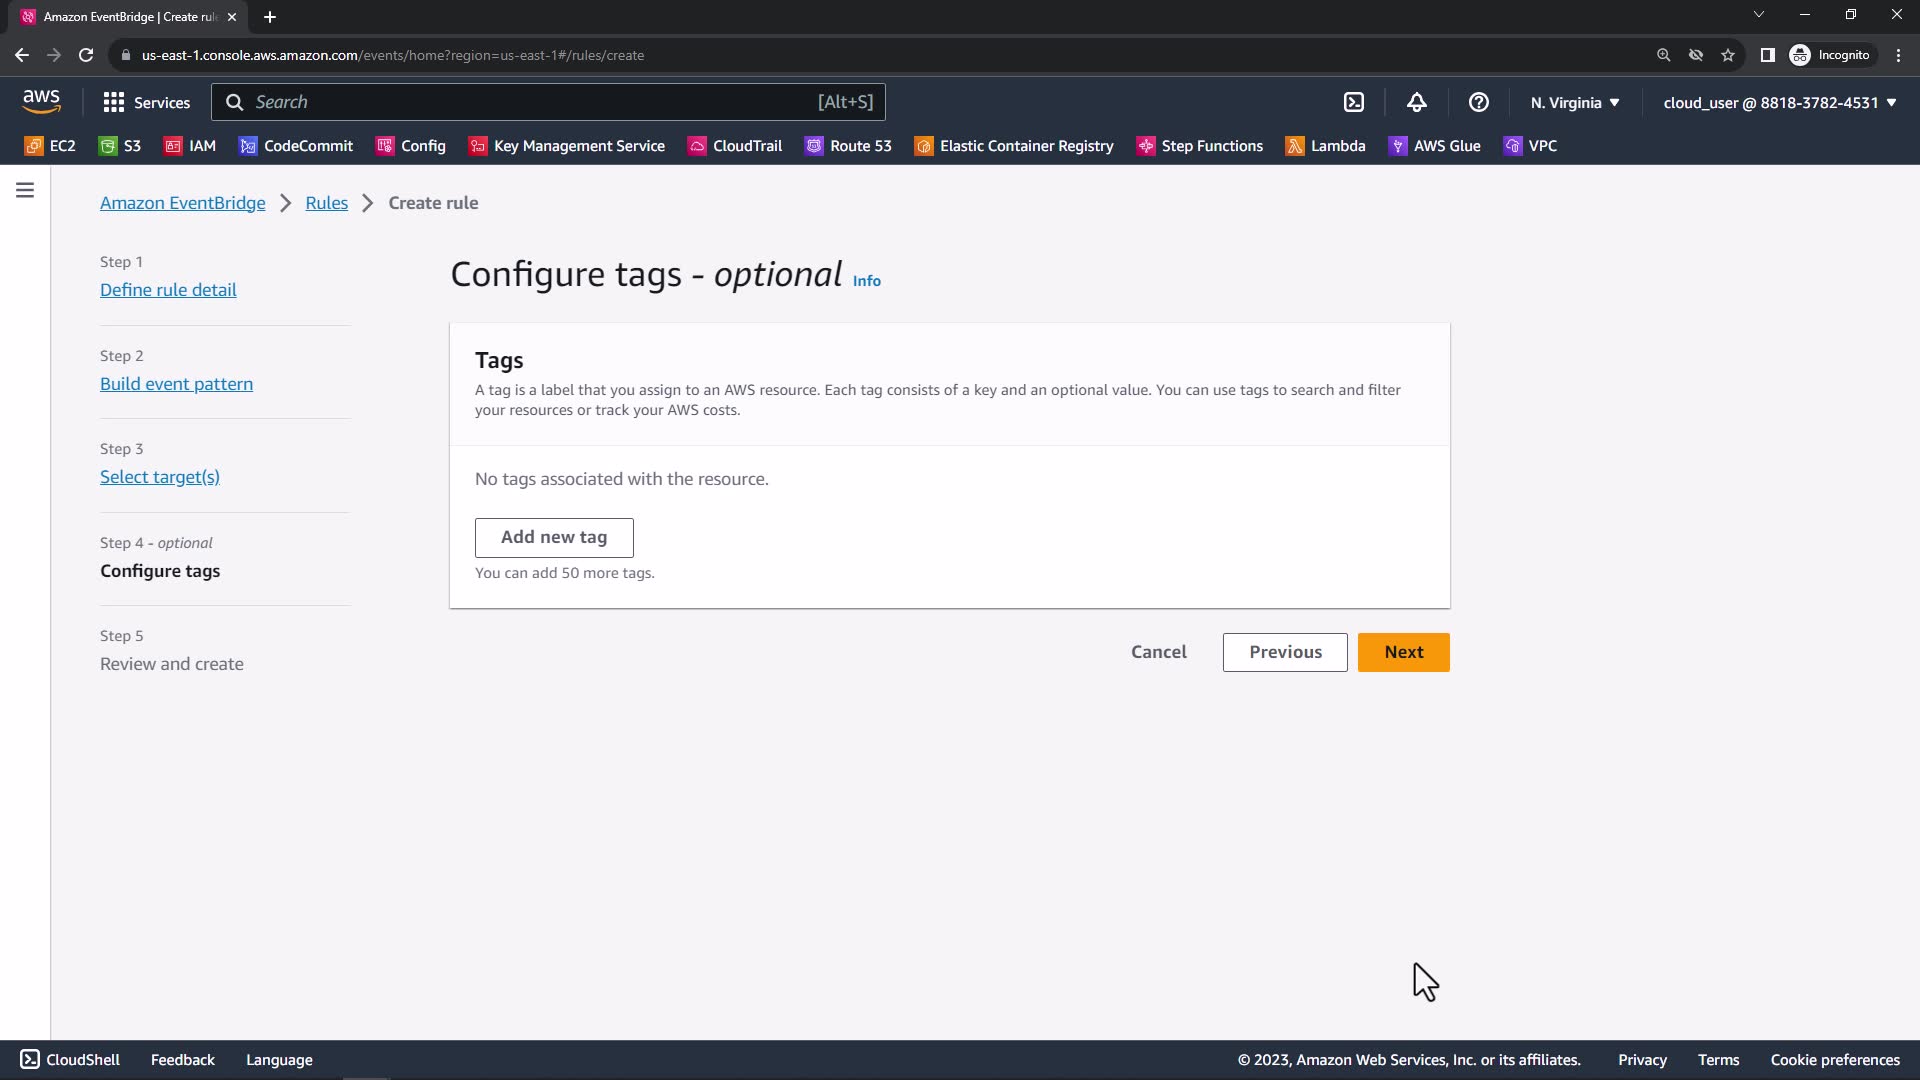 Amazon EventBridge | Create rule
us-east-1.console.aws.amazon.com/events/home?region=us-east-1#/rules/create
Incognito
aws
Services
Search
[Alt+S]
N. Virginia
cloud_user @ 8818-3782-4531
EC2
S3
IAM
CodeCommit
Config
Key Management Service
CloudTrail
Route 53
Elastic Container Registry
Step Functions
Lambda
AWS Glue
VPC
Amazon EventBridge
Rules
Create rule
Step 1
Define rule detail
Step 2
Build event pattern
Step 3
Select target(s)
Step 4 - optional
Configure tags
Step 5
Review and create
Configure tags - optional Info
Tags
A tag is a label that you assign to an AWS resource. Each tag consists of a key and an optional value. You can use tags to search and filter
your resources or track your AWS costs.
No tags associated with the resource.
Add new tag
You can add 50 more tags.
Cancel
Previous
Next
CloudShell
Feedback
Language
© 2023, Amazon Web Services, Inc. or its affiliates.
Privacy
Terms
Cookie preferences